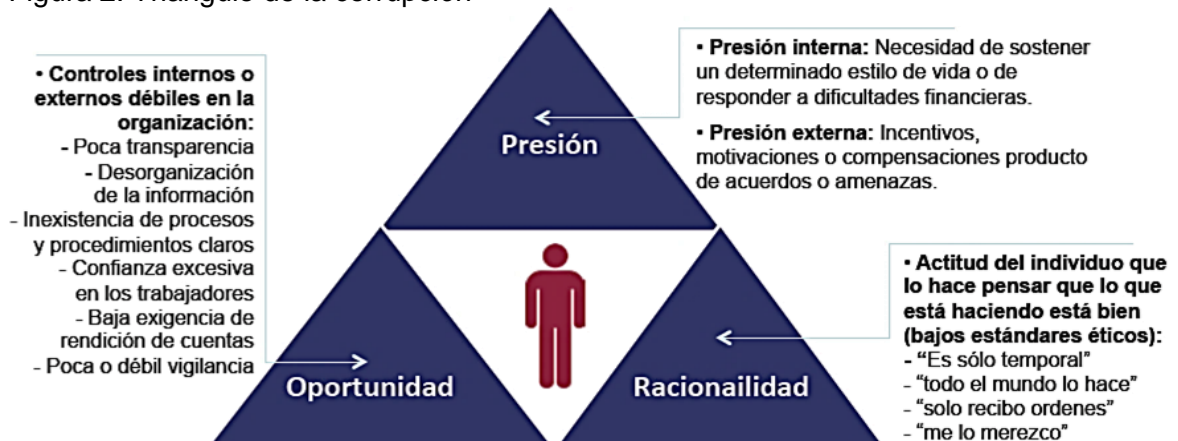 Figura 2. Triángulo de la corrupción
• Controles internos o
externos débiles en la
organización:
- Poca transparencia
- Desorganización
de la información
- Inexistencia de procesos
y procedimientos claros
- Confianza excesiva
en los trabajadores
- Baja exigencia de
rendición de cuentas
- Poca o débil vigilancia
• Presión interna: Necesidad de sostener
un determinado estilo de vida o de
responder a dificultades financieras.
• Presión externa: Incentivos,
motivaciones o compensaciones producto
de acuerdos o amenazas.
Presión
Oportunidad
Racionailidad
• Actitud del individuo que
lo hace pensar que lo que
está haciendo está bien
(bajos estándares éticos):
- “Es sólo temporal”
- “todo el mundo lo hace”
- “solo recibo ordenes”
- “me lo merezco”